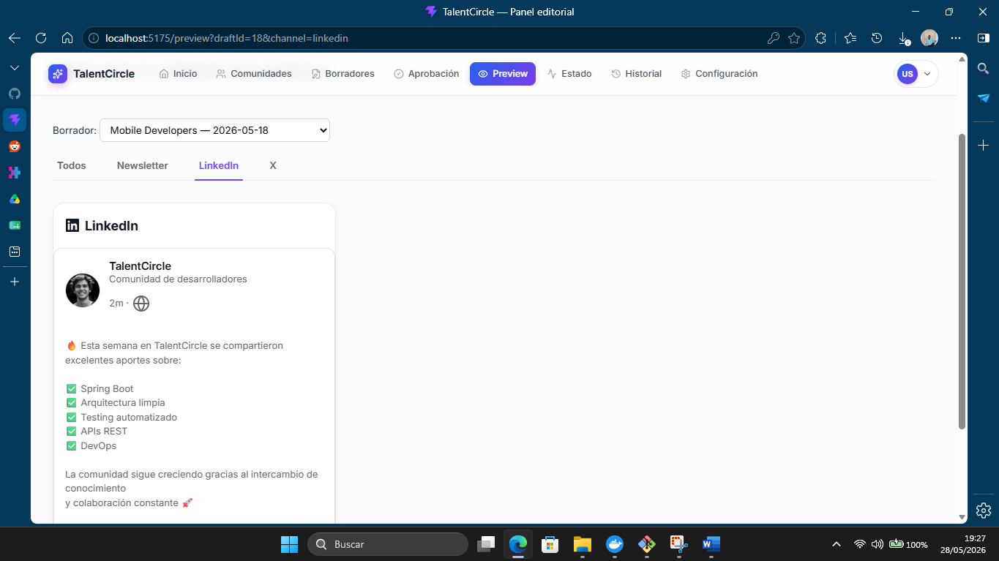 TalentCircle — Panel editorial
localhost:5175/preview?draftId=18&channel=linkedin
TalentCircle
Inicio
Comunidades
Borradores
Aprobación
Preview
Estado
Historial
Configuración
US
Borrador:
Mobile Developers — 2026-05-18
Todos
Newsletter
LinkedIn
X
in LinkedIn
TalentCircle
Comunidad de desarrolladores
2m ·
🔥 Esta semana en TalentCircle se compartieron
excelentes aportes sobre:
✅ Spring Boot
✅ Arquitectura limpia
✅ Testing automatizado
✅ APIs REST
✅ DevOps
La comunidad sigue creciendo gracias al intercambio de
conocimiento
y colaboración constante 🚀
Buscar
W
100%
19:27
28/05/2026